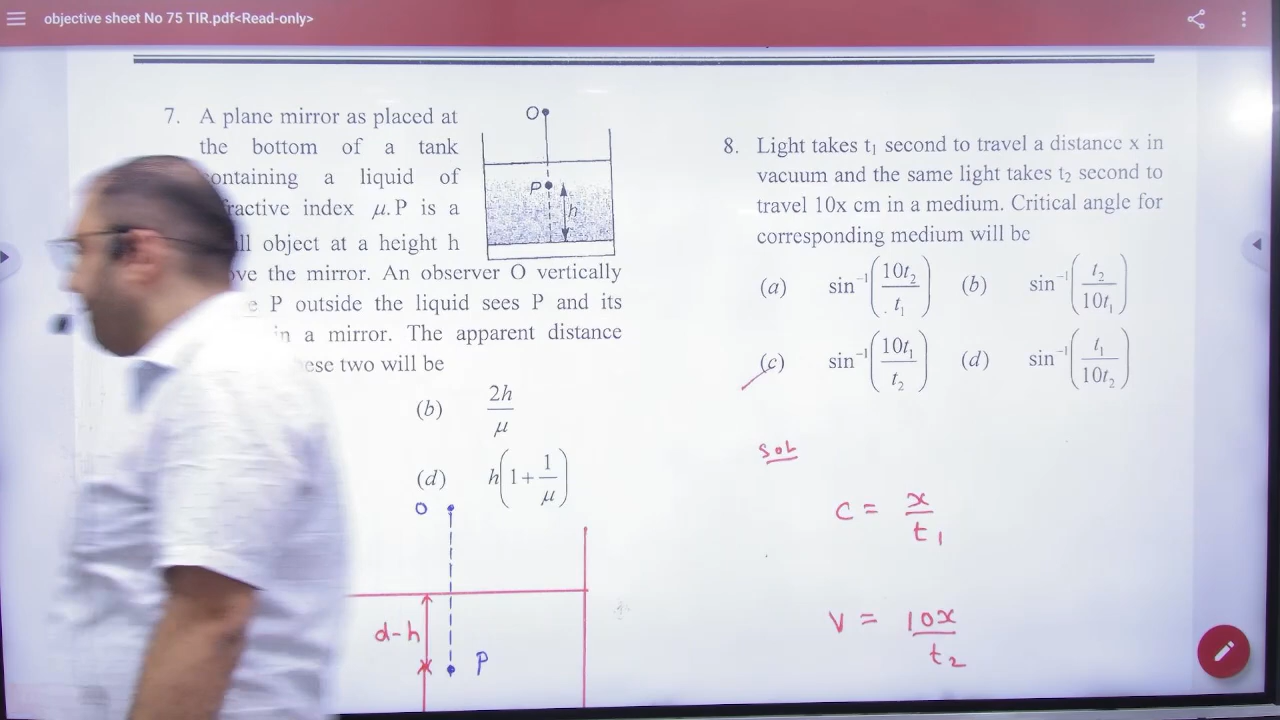 objective sheet No 75 TIR.pdf<Read-only>
7. A plane mirror as placed at
the bottom of a tank
containing a liquid of
refractive index μ. P is a
object at a height h
the mirror. An observer O vertically
P outside the liquid sees P and its
in a mirror. The apparent distance
these two will be
(b) 2h/μ
(d) h(1+1/μ)
O
P
h
O
d-h
P
8. Light takes t₁ second to travel a distance x in
vacuum and the same light takes t₂ second to
travel 10x cm in a medium. Critical angle for
corresponding medium will be
(a) sin⁻¹(10t₂/t₁) (b) sin⁻¹(t₂/10t₁)
(c) sin⁻¹(10t₁/t₂) (d) sin⁻¹(t₁/10t₂)
Sol
C = x/t₁
V = 10x/t₂